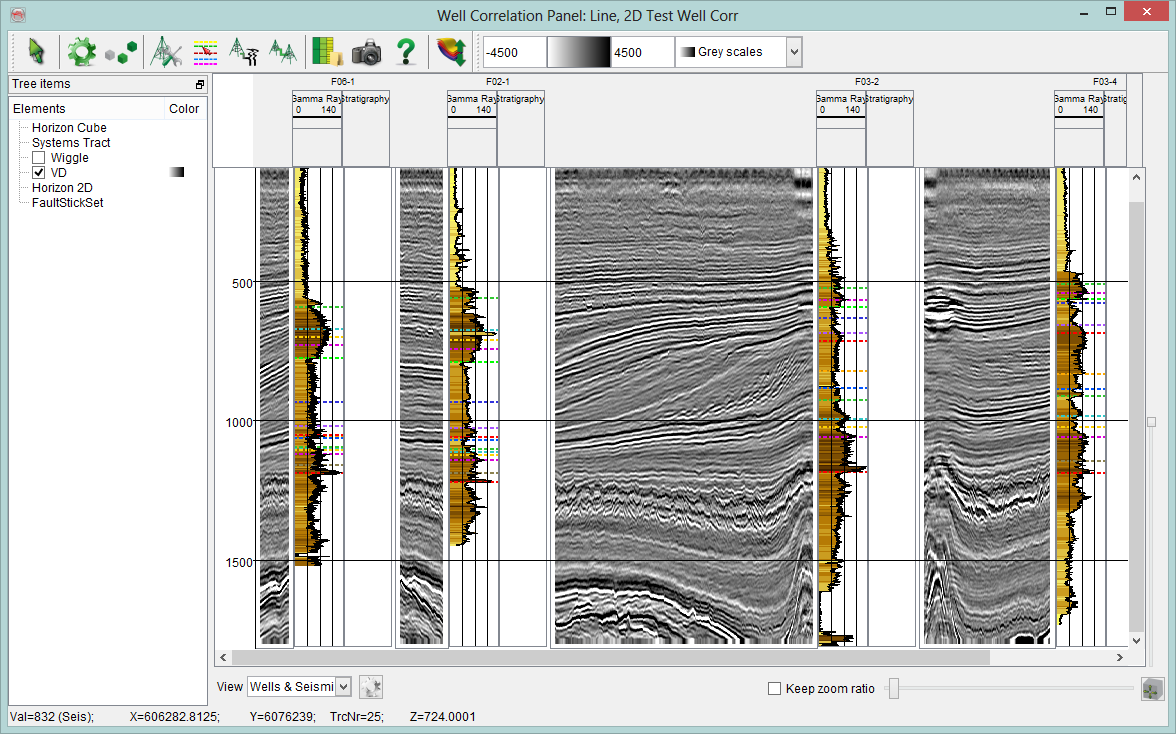 Well Correlation Panel: Line, 2D Test Well Corr
-4500
4500
Grey scales
Tree items
Elements Color
Horizon Cube
Systems Tract
Wiggle
VD
Horizon 2D
FaultStickSet
F06-1 F02-1 F03-2 F03-4
Gamma Ray Stratigraphy Gamma Ray Stratigraphy Gamma Ray Stratigraphy Gamma Ray Stratig
0 140 0 140 0 140 0 140
500
1000
1500
View Wells & Seismi
Keep zoom ratio
Val=832 (Seis); X=606282.8125; Y=6076239; TrcNr=25; Z=724.0001